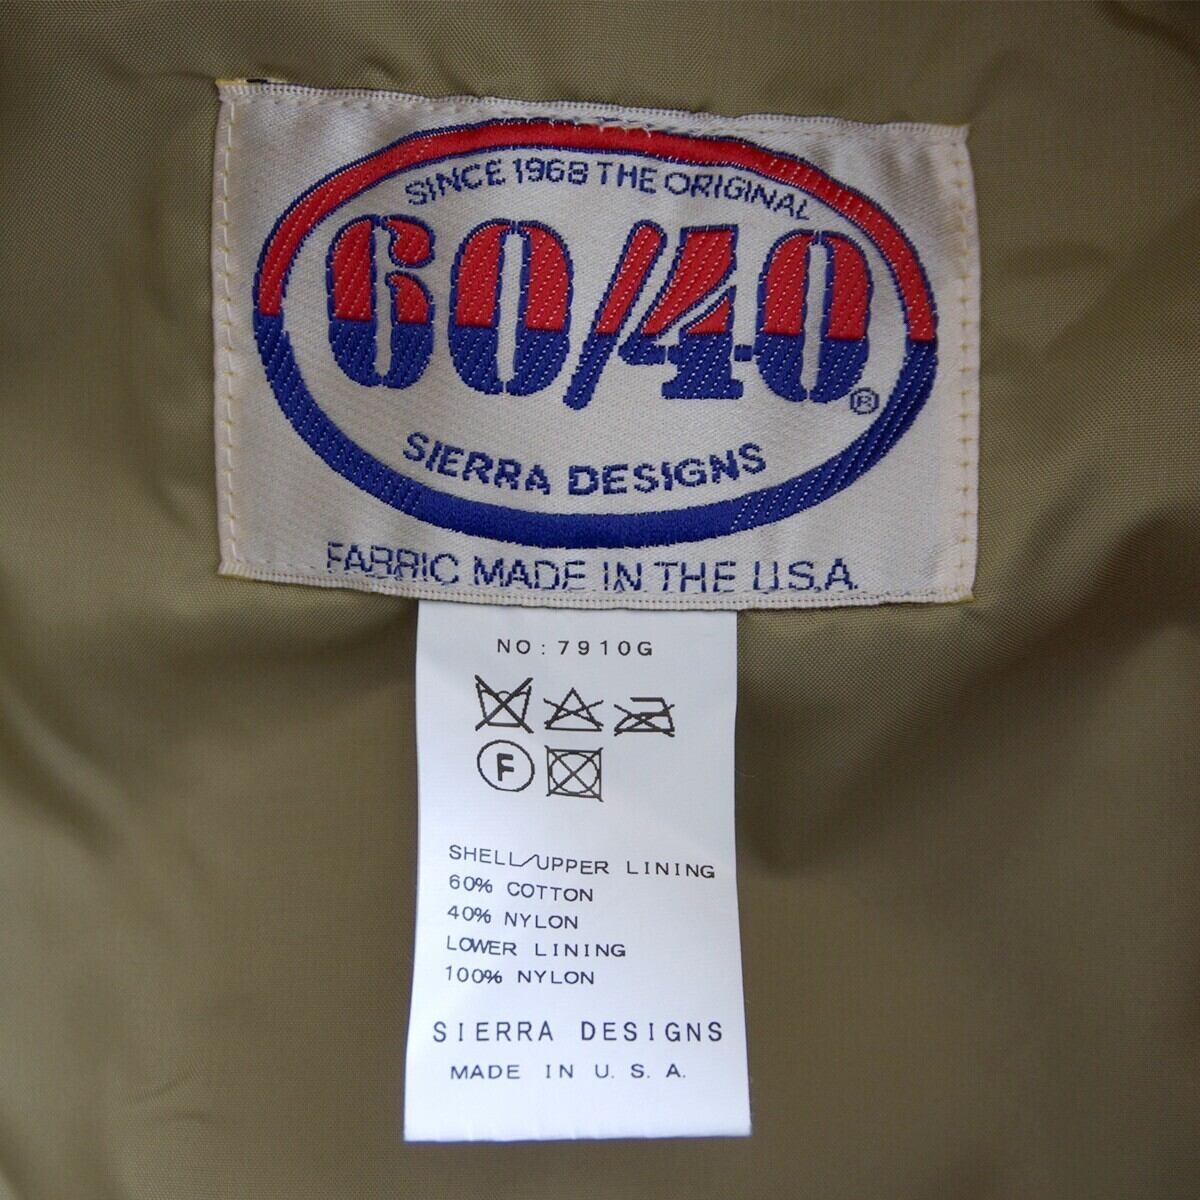 SINCE 1968 THE ORIGINAL
60/40®
SIERRA DESIGNS
FABRIC MADE IN THE U.S.A.
NO: 7910G
F
SHELL/UPPER LINING
60% COTTON
40% NYLON
LOWER LINING
100% NYLON
SIERRA DESIGNS
MADE IN U. S. A.